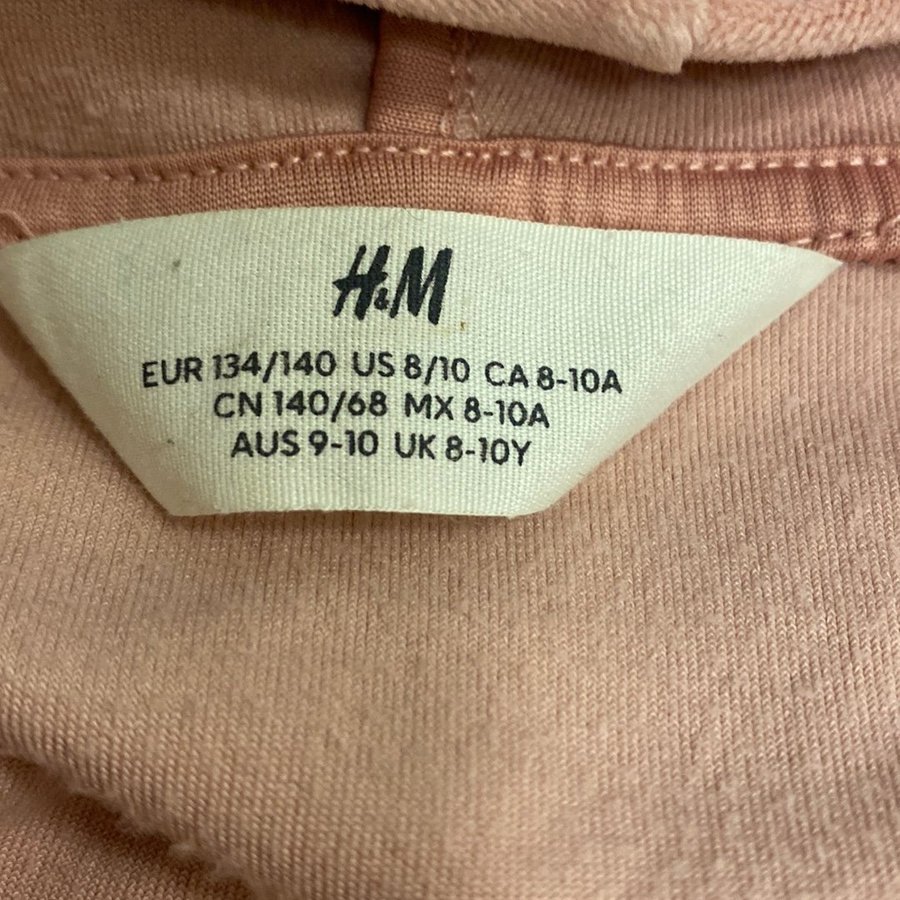 H&M
EUR 134/140 US 8/10 CA 8-10A
CN 140/68 MX 8-10A
AUS 9-10 UK 8-10Y